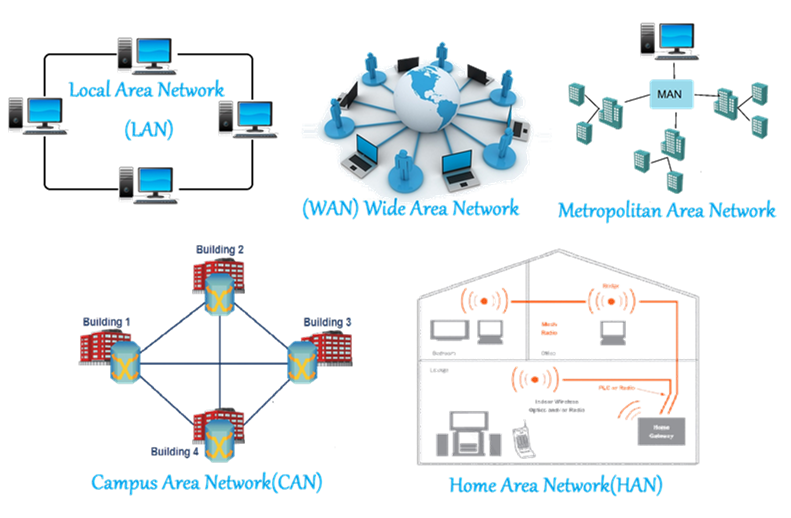 Local Area Network
(LAN)
(WAN) Wide Area Network
MAN
Metropolitan Area Network
Building 2
Building 1
Building 3
Building 4
Campus Area Network(CAN)
Bridge
Mesh
Radio
Bedroom
Office
Lounge
PLC or Radio
Indoor Wireless
Optics and/or Radio
Home
Gateway
Home Area Network(HAN)